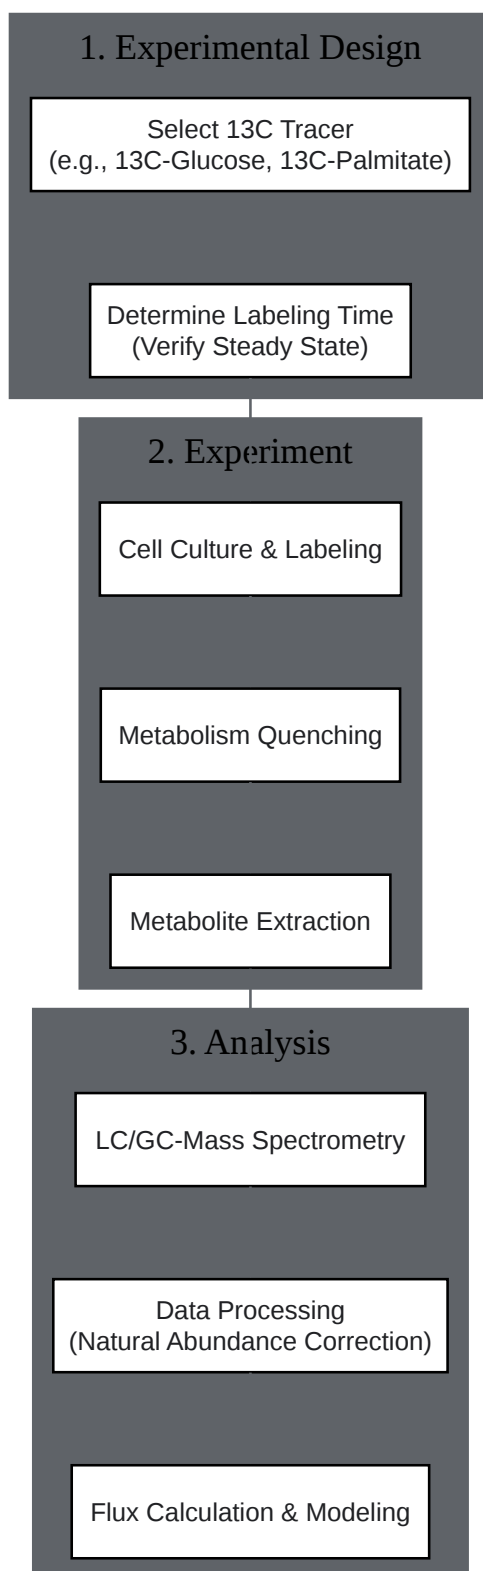 1. Experimental Design
Select 13C Tracer
(e.g., 13C-Glucose, 13C-Palmitate)
Determine Labeling Time
(Verify Steady State)
2. Experiment
Cell Culture & Labeling
Metabolism Quenching
Metabolite Extraction
3. Analysis
LC/GC-Mass Spectrometry
Data Processing
(Natural Abundance Correction)
Flux Calculation & Modeling